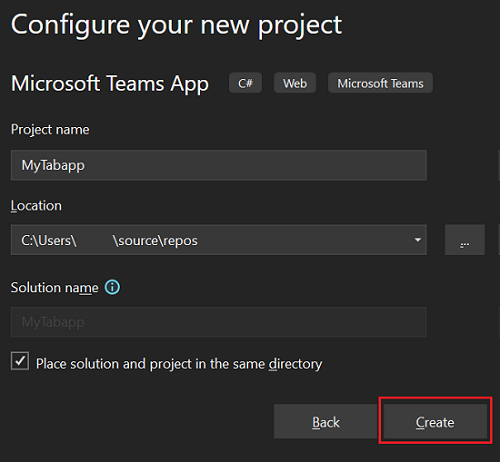 Configure your new project
Microsoft Teams App C# Web Microsoft Teams
Project name
MyTabapp
Location
C:\Users\ \source\repos
...
Solution name
MyTabapp
Place solution and project in the same directory
Back Create